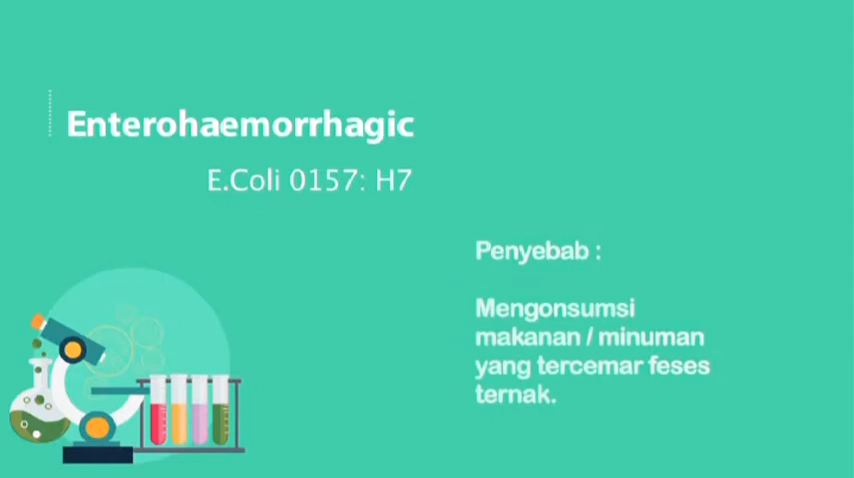 Enterohaemorrhagic
E.Coli 0157: H7
Penyebab :
Mengonsumsi
makanan / minuman
yang tercemar feses
ternak.